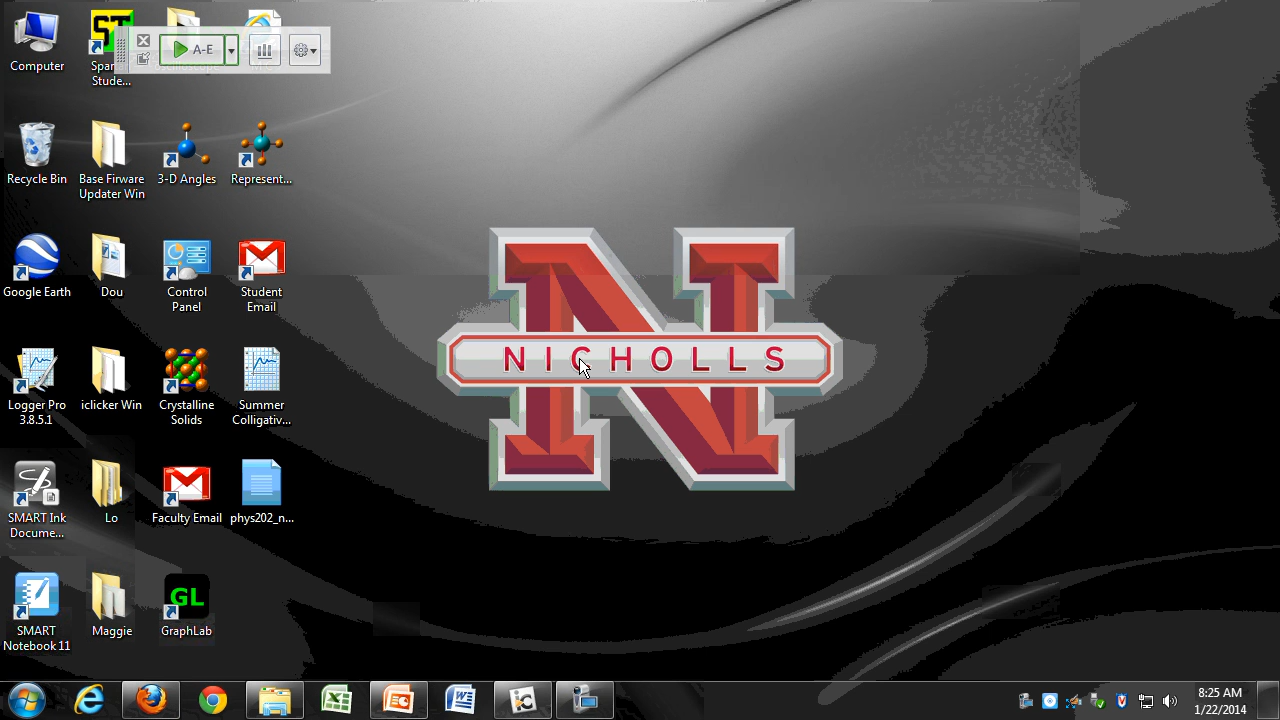 ST
A-E
Computer
Spar...
Stude...
Recycle Bin
Base Firware
Updater Win
3-D Angles
Represent...
Google Earth
Dou
Control
Panel
Student
Email
NICHOLLS
Logger Pro
3.8.5.1
iclicker Win
Crystalline
Solids
Summer
Colligativ...
SMART Ink
Docume...
Lo
Faculty Email
phys202_n...
GL
SMART
Notebook 11
Maggie
GraphLab
8:25 AM
1/22/2014